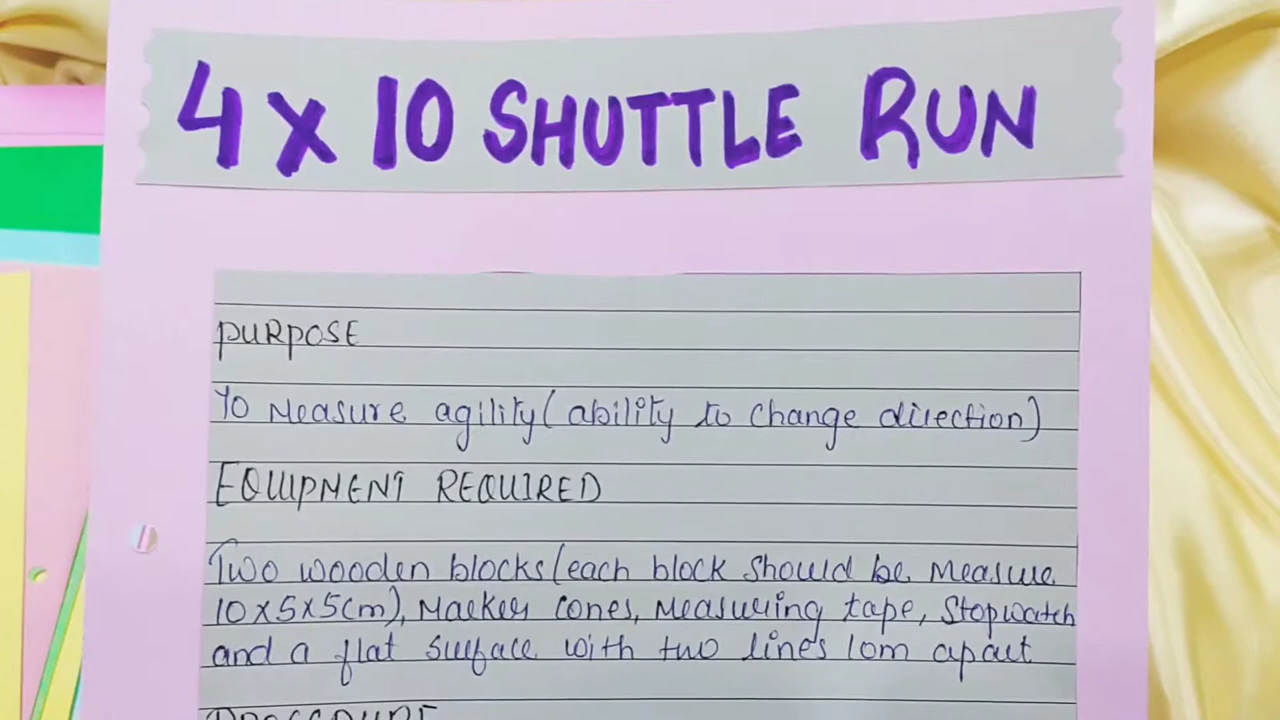 4 x 10 SHUTTLE RUN
PURPOSE
To Measure agility (ability to change direction)
EQUIPMENT REQUIRED
Two wooden blocks (each block should be measure
10x5x5cm), Marker cones, Measuring tape, Stopwatch
and a flat surface with two lines 10m apart
PROCEDURE